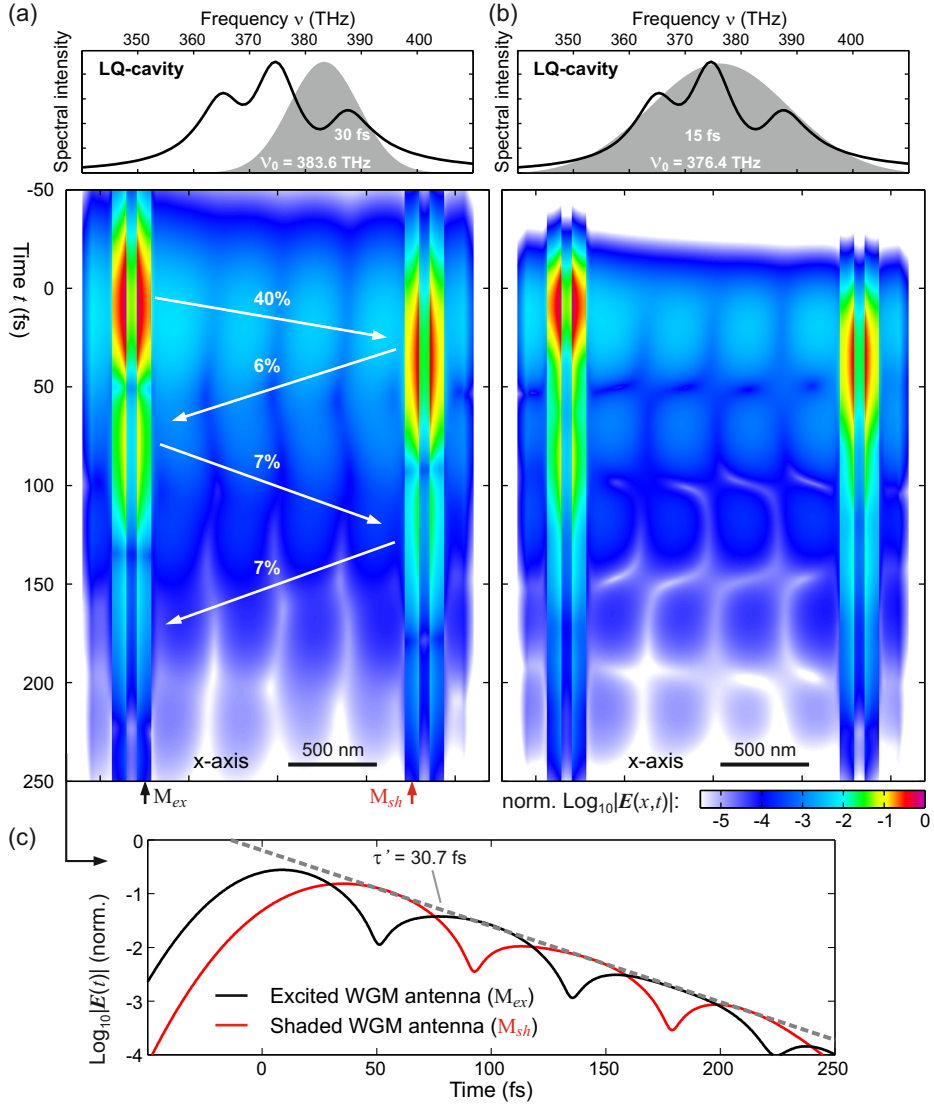 (a)
Frequency ν (THz)
350 360 370 380 390 400
Spectral intensity
LQ-cavity
30 fs
ν₀ = 383.6 THz
(b)
Frequency ν (THz)
350 360 370 380 390 400
Spectral intensity
LQ-cavity
15 fs
ν₀ = 376.4 THz
Time t (fs)
-50
0
50
100
150
200
250
40%
6%
7%
7%
x-axis
500 nm
x-axis
500 nm
M_ex
M_sh
norm. Log₁₀|E(x,t)|:
-5 -4 -3 -2 -1 0
(c)
Log₁₀|E(t)| (norm.)
0
-1
-2
-3
-4
τ' = 30.7 fs
Excited WGM antenna (M_ex)
Shaded WGM antenna (M_sh)
0 50 100 150 200 250
Time (fs)